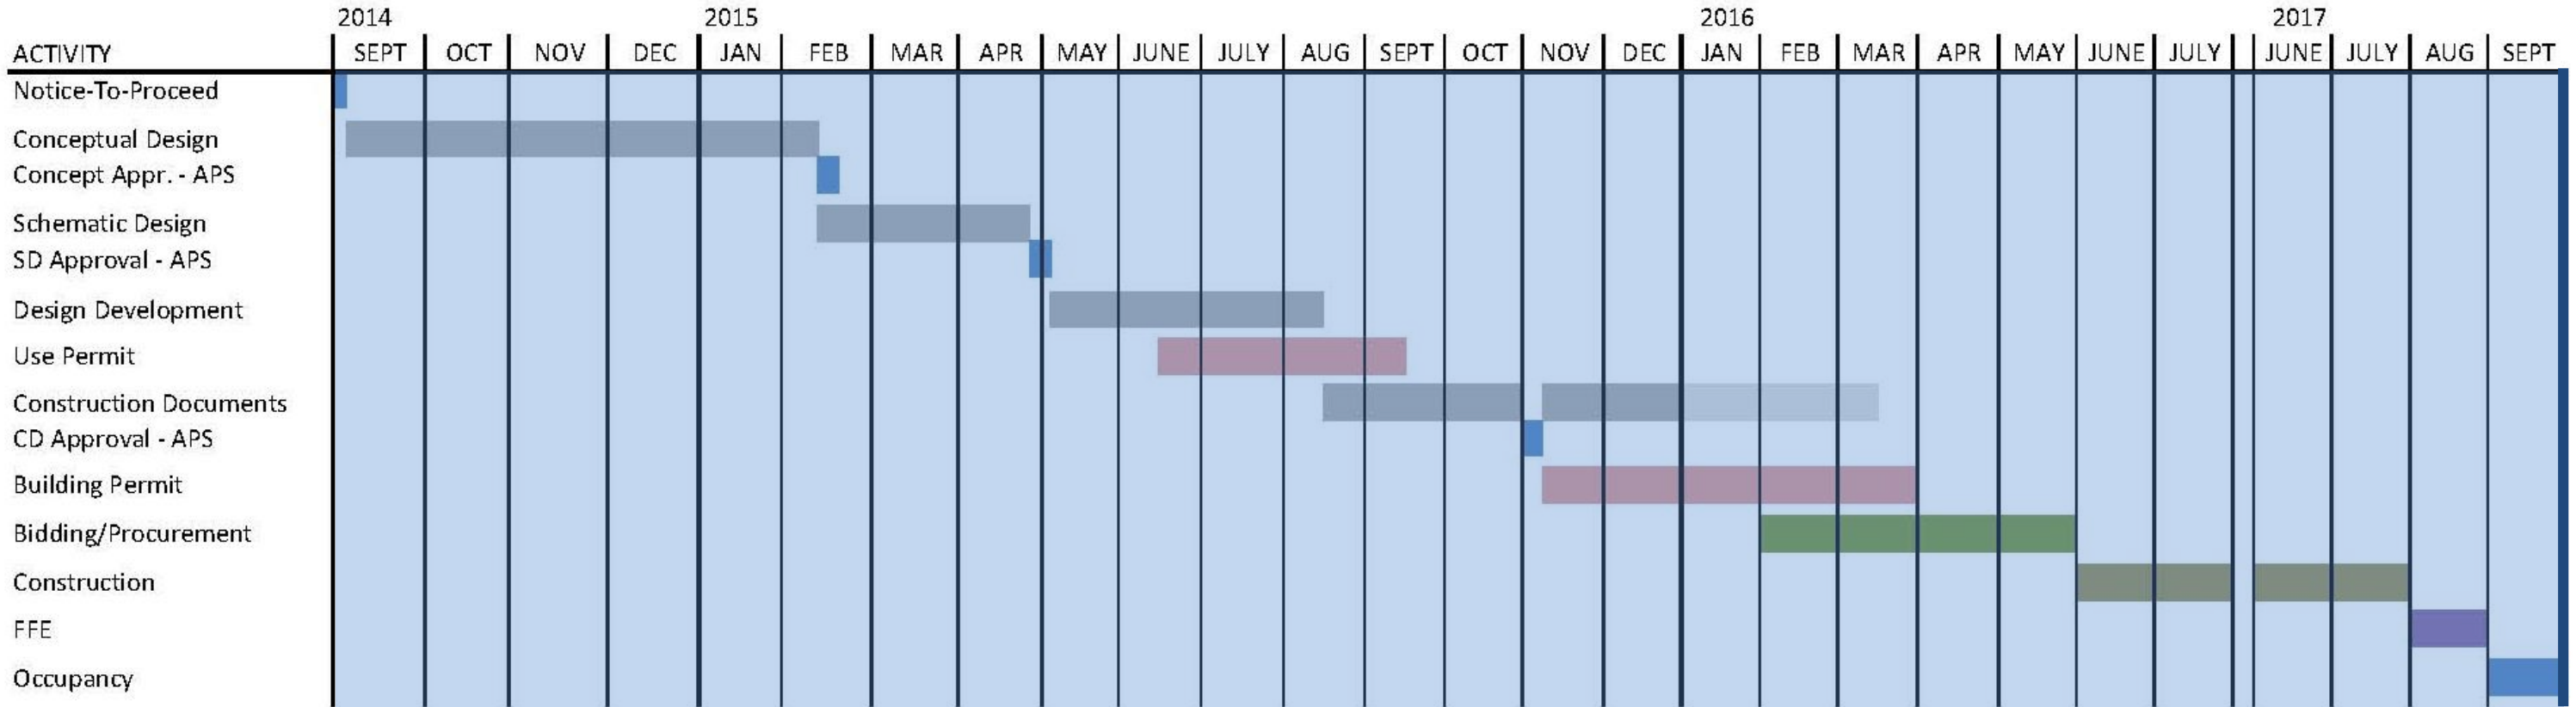 2014 2015 2016 2017
ACTIVITY SEPT OCT NOV DEC JAN FEB MAR APR MAY JUNE JULY AUG SEPT OCT NOV DEC JAN FEB MAR APR MAY JUNE JULY JUNE JULY AUG SEPT
Notice-To-Proceed
Conceptual Design
Concept Appr. - APS
Schematic Design
SD Approval - APS
Design Development
Use Permit
Construction Documents
CD Approval - APS
Building Permit
Bidding/Procurement
Construction
FFE
Occupancy